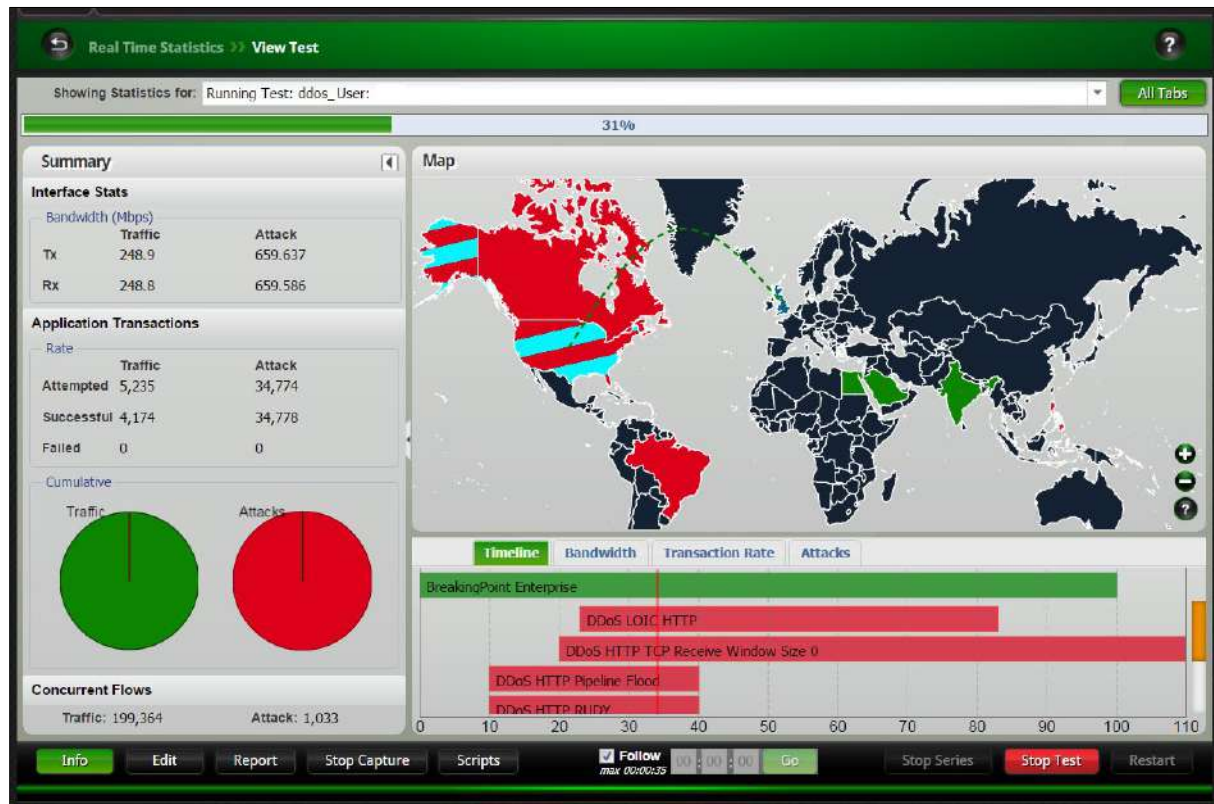 Real Time Statistics >> View Test
?
Showing Statistics for: Running Test: ddos_User:
All Tabs
31%
Summary
Interface Stats
Bandwidth (Mbps)
Traffic Attack
Tx 248.9 659.637
Rx 248.8 659.586
Application Transactions
Rate
Traffic Attack
Attempted 5,235 34,774
Successful 4,174 34,778
Failed 0 0
Cumulative
Traffic Attacks
Concurrent Flows
Traffic: 199,364 Attack: 1,033
Map
?
Timeline Bandwidth Transaction Rate Attacks
BreakingPoint Enterprise
DDoS LOIC HTTP
DDoS HTTP TCP Receive Window Size 0
DDoS HTTP Pipeline Flood
DDoS HTTP RUDY
0 10 20 30 40 50 60 70 80 90 100 110
Info Edit Report Stop Capture Scripts Follow 00 : 00 : 00 Go Stop Series Stop Test Restart
max 00:00:35